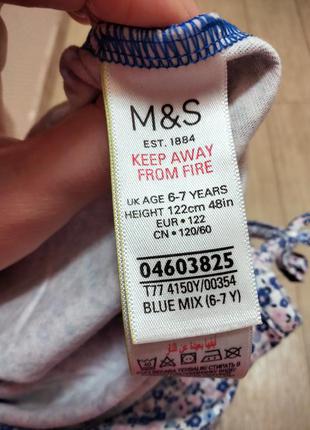 M&S
EST. 1884
KEEP AWAY
FROM FIRE
UK AGE 6-7 YEARS
HEIGHT 122cm 48in
EUR • 122
CN • 120/60
04603825
T77 4150Y/00354
BLUE MIX (6-7 Y)
40